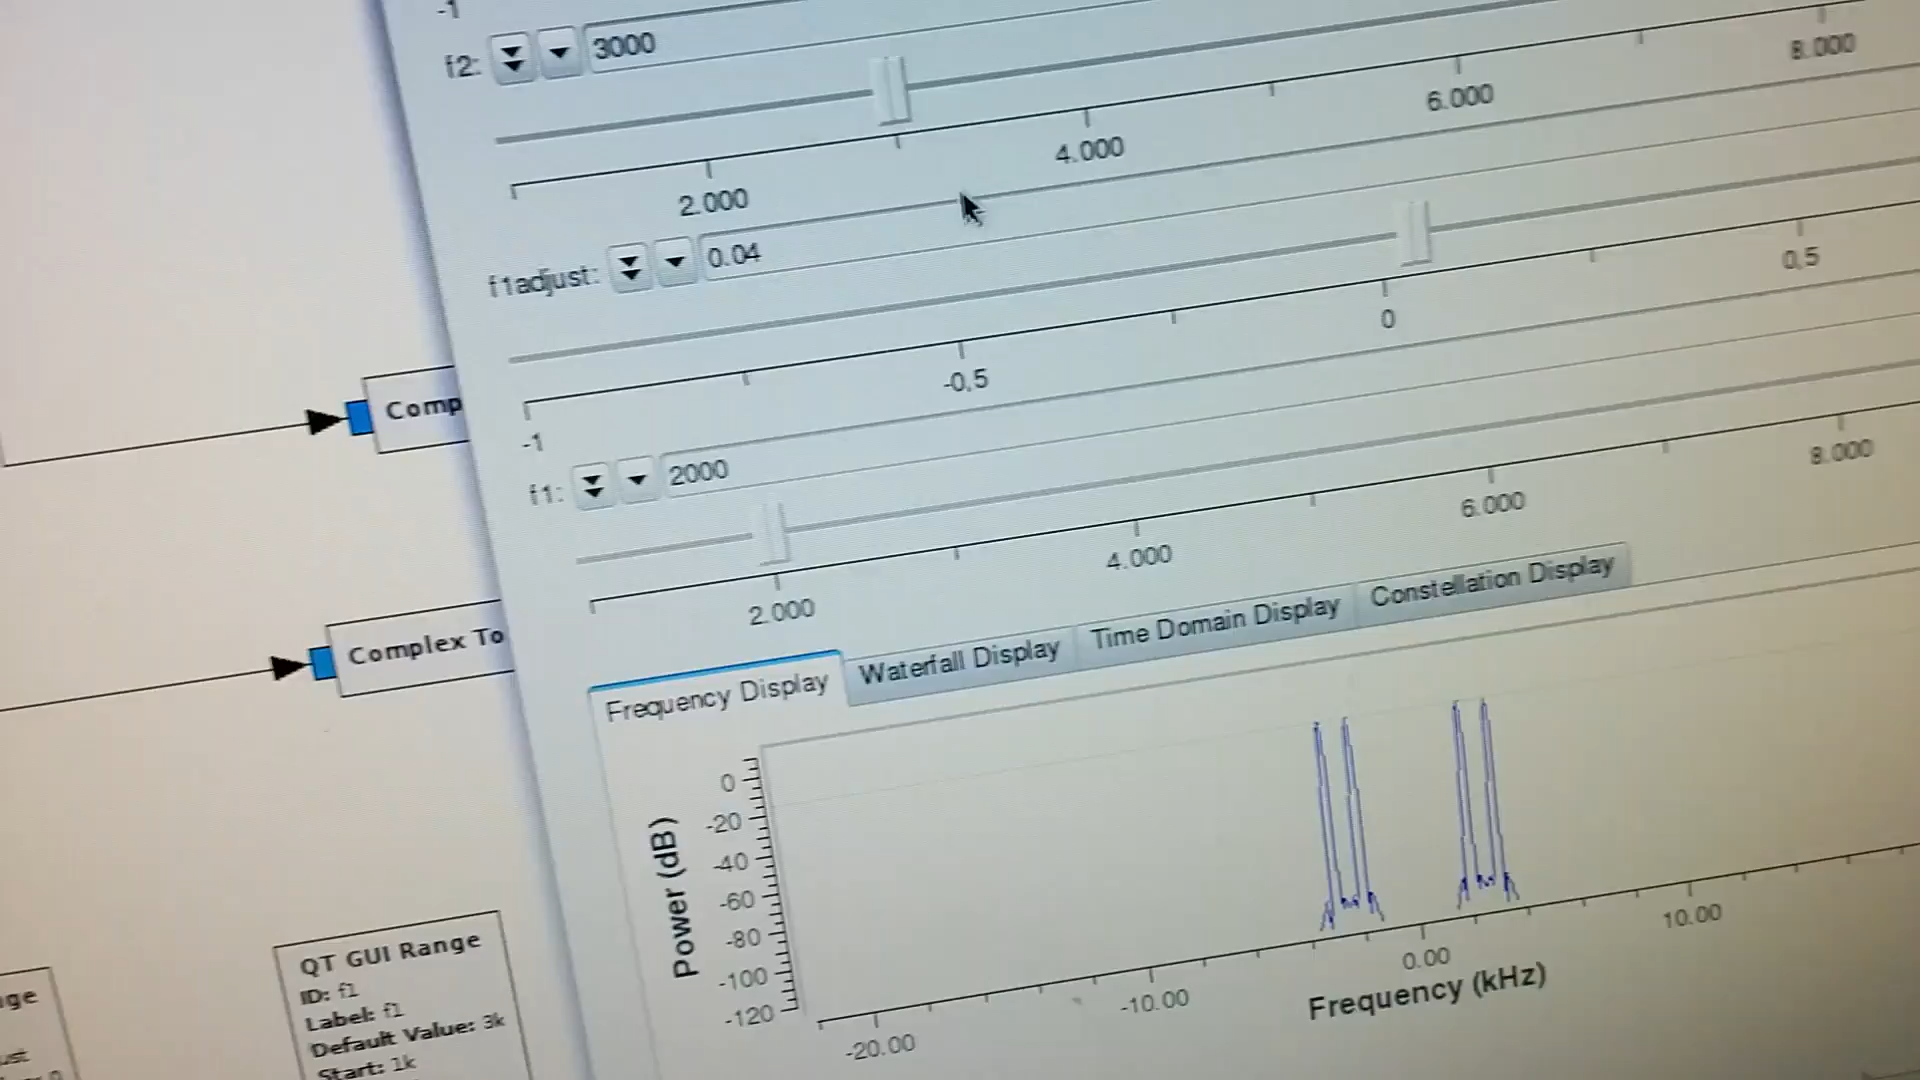 -1
f2: 3000
2.000 4.000 6.000 8.000
f1adjust: 0.04
-1 -0,5 0 0,5
f1: 2000
2.000 4.000 6.000 8.000
Frequency Display Waterfall Display Time Domain Display Constellation Display
0
-20
-40
-60
-80
-100
-120
Power (dB)
-20.00 -10.00 0.00 10.00
Frequency (kHz)
Comp
Complex To
QT GUI Range
ID: f1
Label: f1
Default Value: 3k
Start: 1k